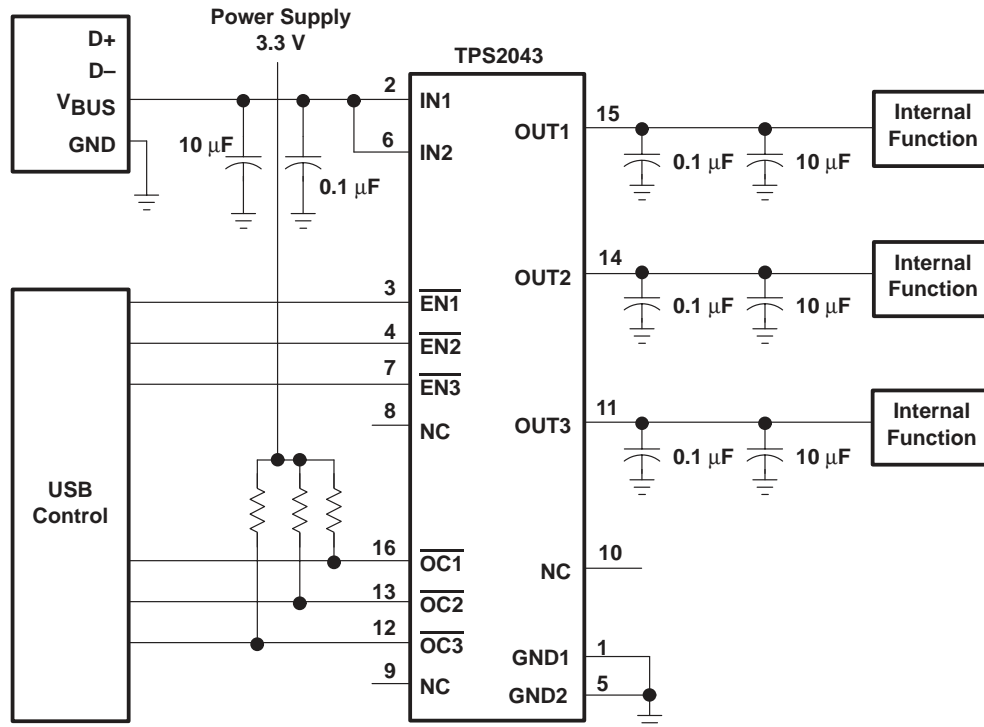 Power Supply
3.3 V
D+
D–
VBUS
GND
10 μF
0.1 μF
TPS2043
2
IN1
6
IN2
3
EN1
4
EN2
7
EN3
8
NC
16
OC1
13
OC2
12
OC3
9
NC
USB
Control
OUT1
15
0.1 μF
10 μF
Internal
Function
OUT2
14
0.1 μF
10 μF
Internal
Function
OUT3
11
0.1 μF
10 μF
Internal
Function
NC
10
GND1
1
GND2
5